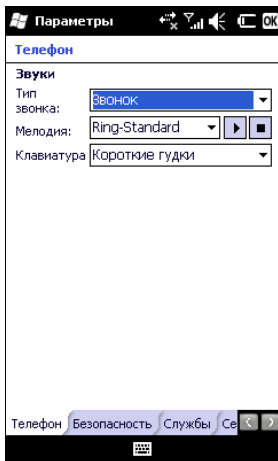 Параметры OK
Телефон
Звуки
Тип звонка: Звонок
Мелодия: Ring-Standard
Клавиатура Короткие гудки
Телефон Безопасность Службы Се